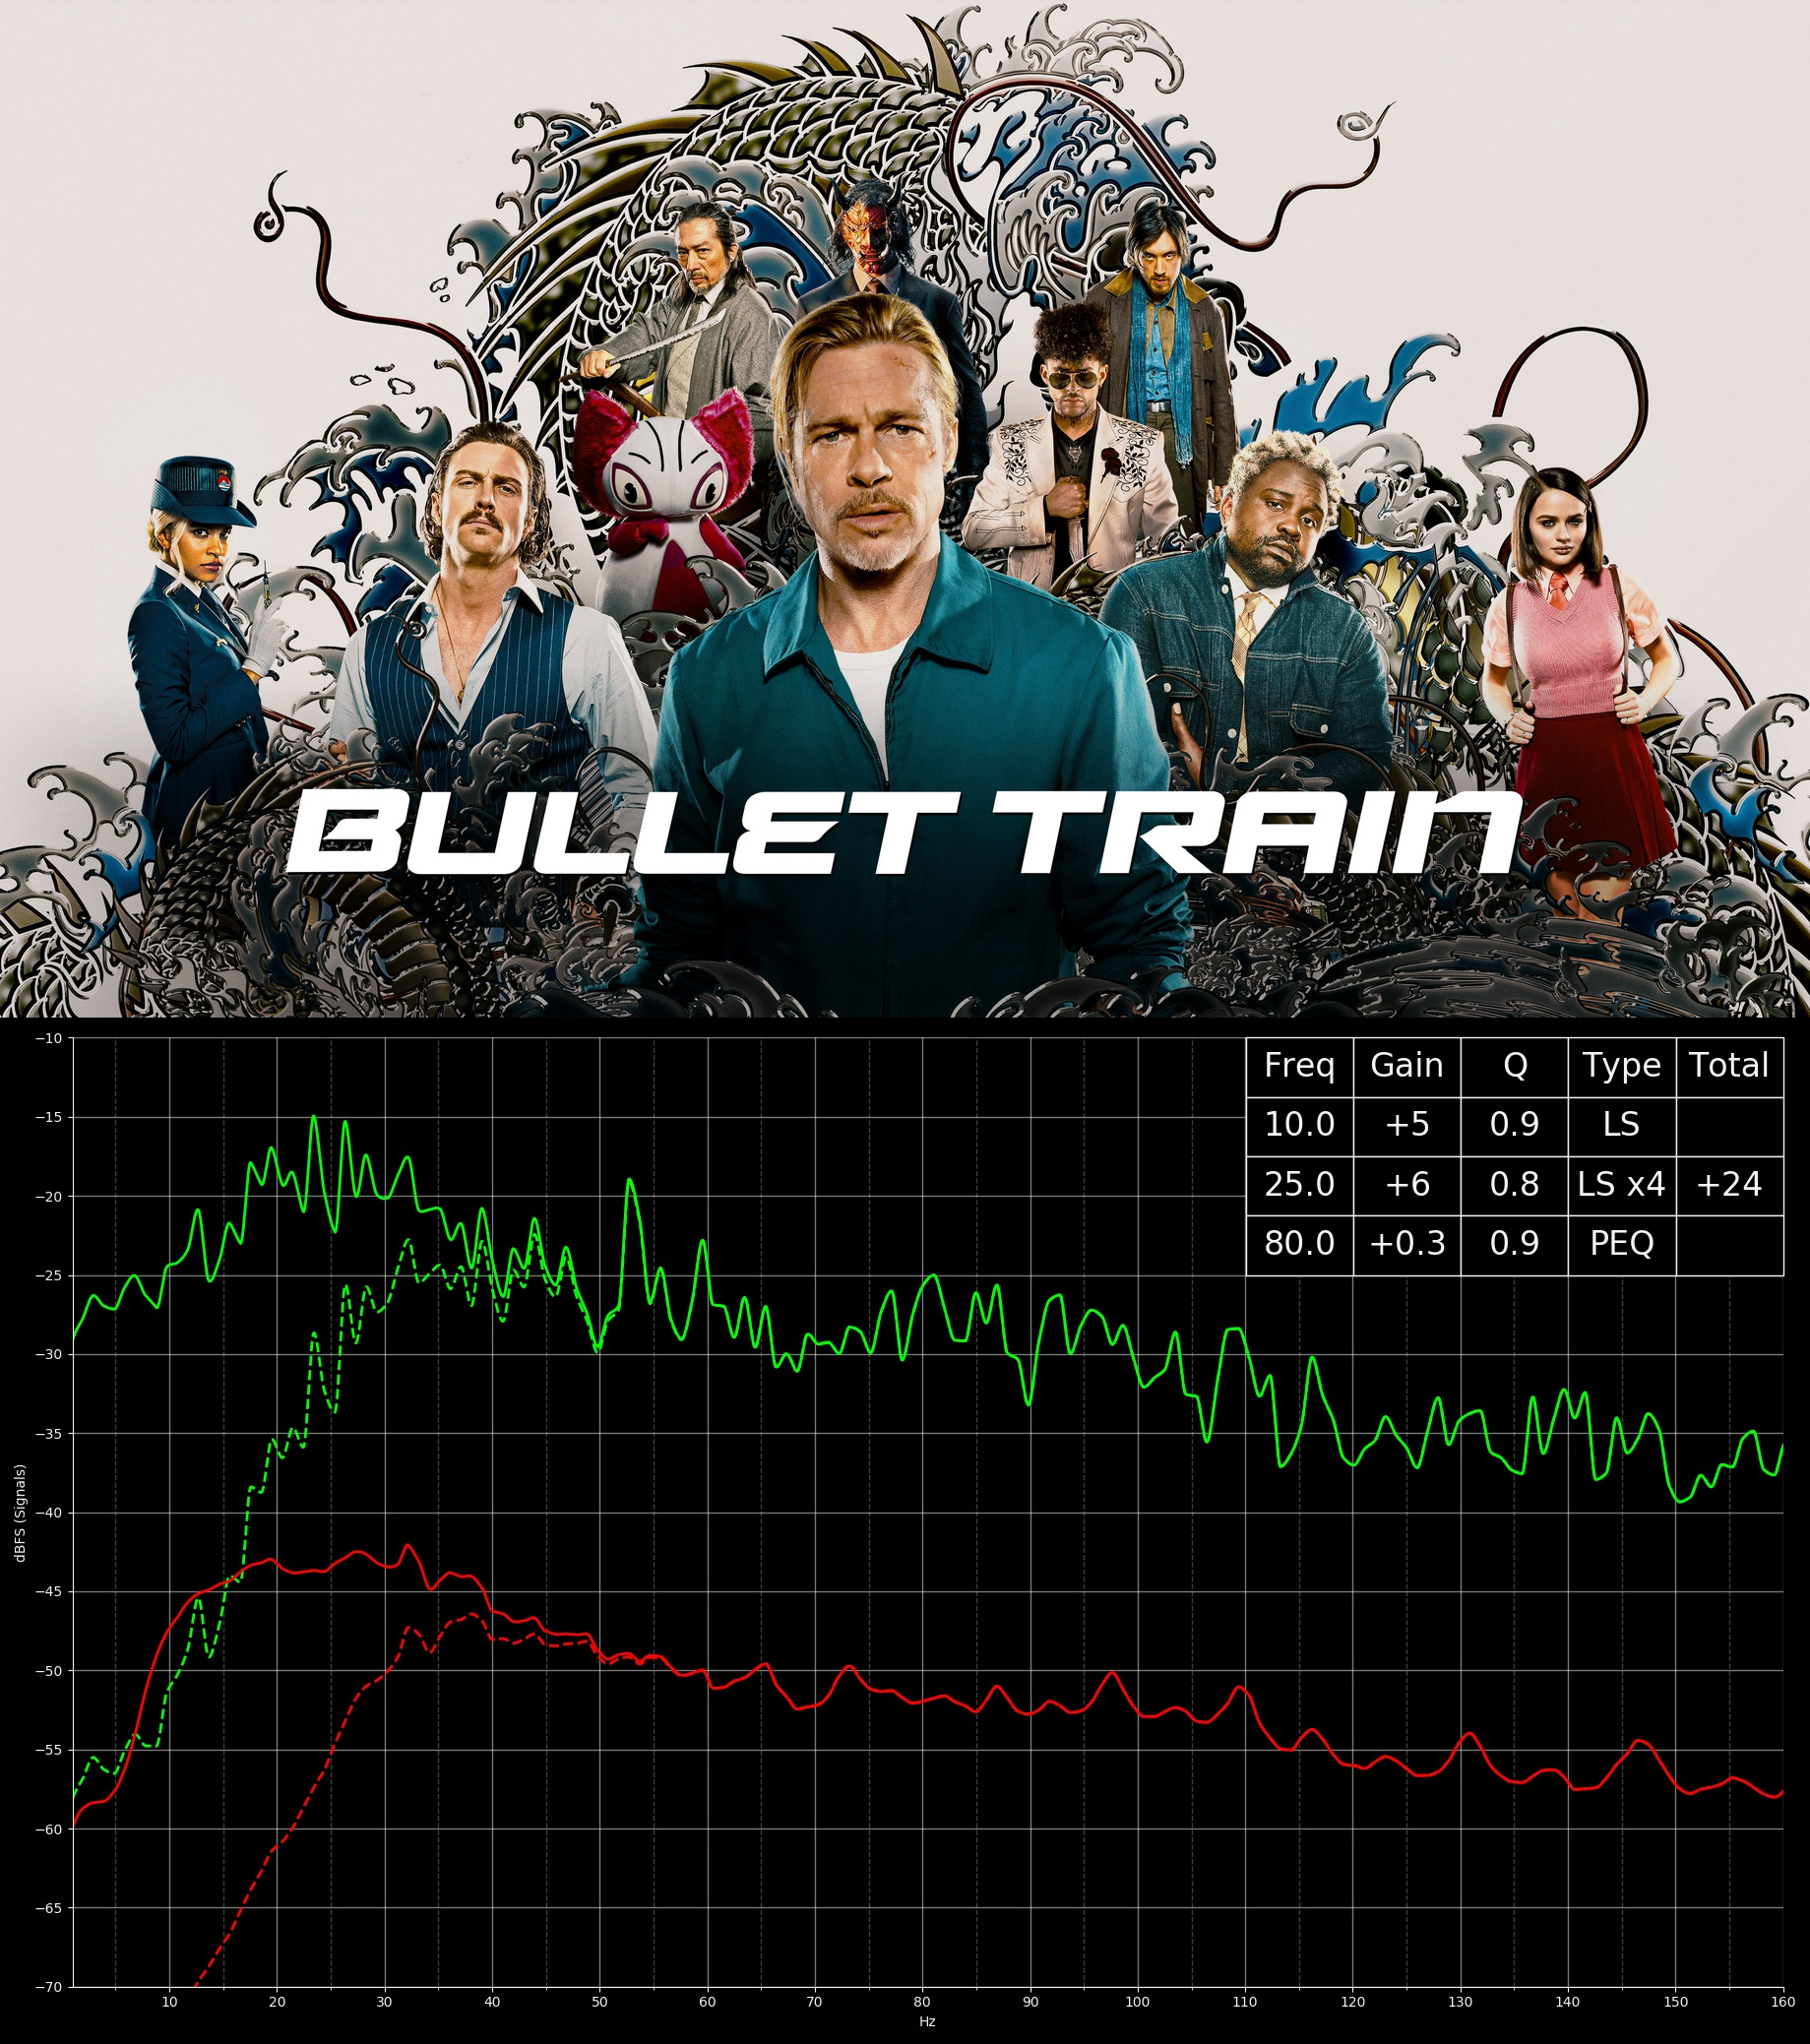 BULLET TRAIN
Freq Gain Q Type Total
10.0 +5 0.9 LS
25.0 +6 0.8 LS x4 +24
80.0 +0.3 0.9 PEQ
−10
−15
−20
−25
−30
−35
−40
−45
−50
−55
−60
−65
−70
dBFS (Signals)
10 20 30 40 50 60 70 80 90 100 110 120 130 140 150 160
Hz